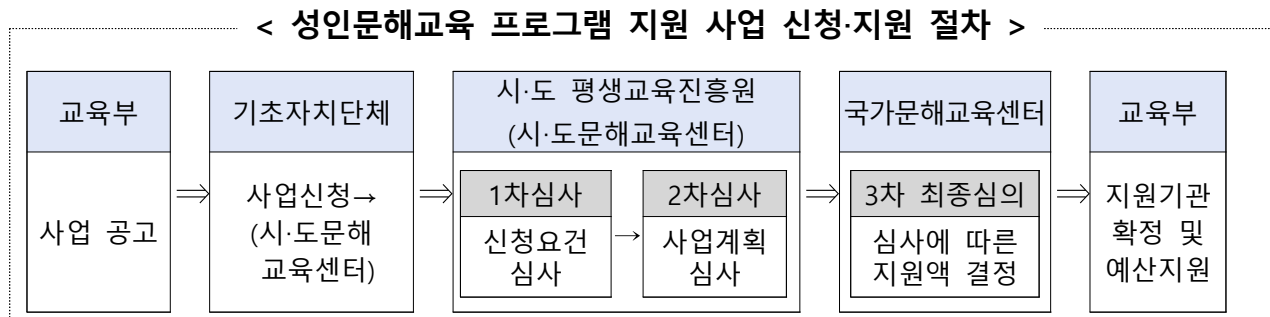 < 성인문해교육 프로그램 지원 사업 신청·지원 절차 >
교육부
사업 공고
⇒
기초자치단체
사업신청→
(시·도문해
교육센터)
⇒
시·도 평생교육진흥원
(시·도문해교육센터)
1차심사
신청요건
심사
→
2차심사
사업계획
심사
⇒
국가문해교육센터
3차 최종심의
심사에 따른
지원액 결정
⇒
교육부
지원기관
확정 및
예산지원